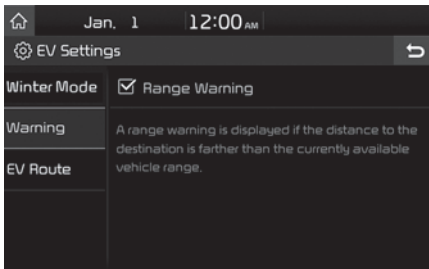 Jan. 1 12:00 AM
EV Settings
Winter Mode
Range Warning
Warning
A range warning is displayed if the distance to the
destination is farther than the currently available
vehicle range.
EV Route